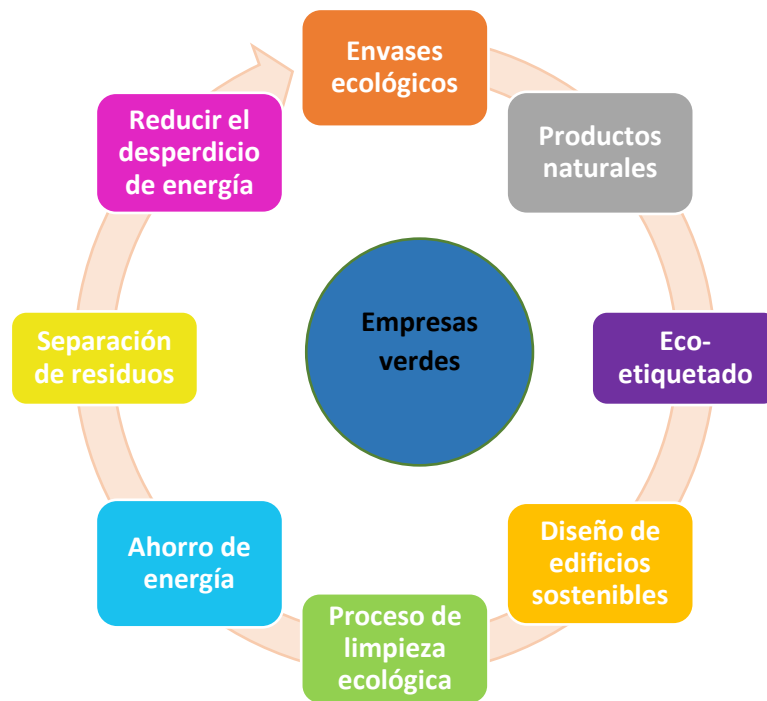 Envases
ecológicos
Productos
naturales
Eco-
etiquetado
Diseño de
edificios
sostenibles
Proceso de
limpieza
ecológica
Ahorro de
energía
Separación
de residuos
Reducir el
desperdicio
de energía
Empresas
verdes